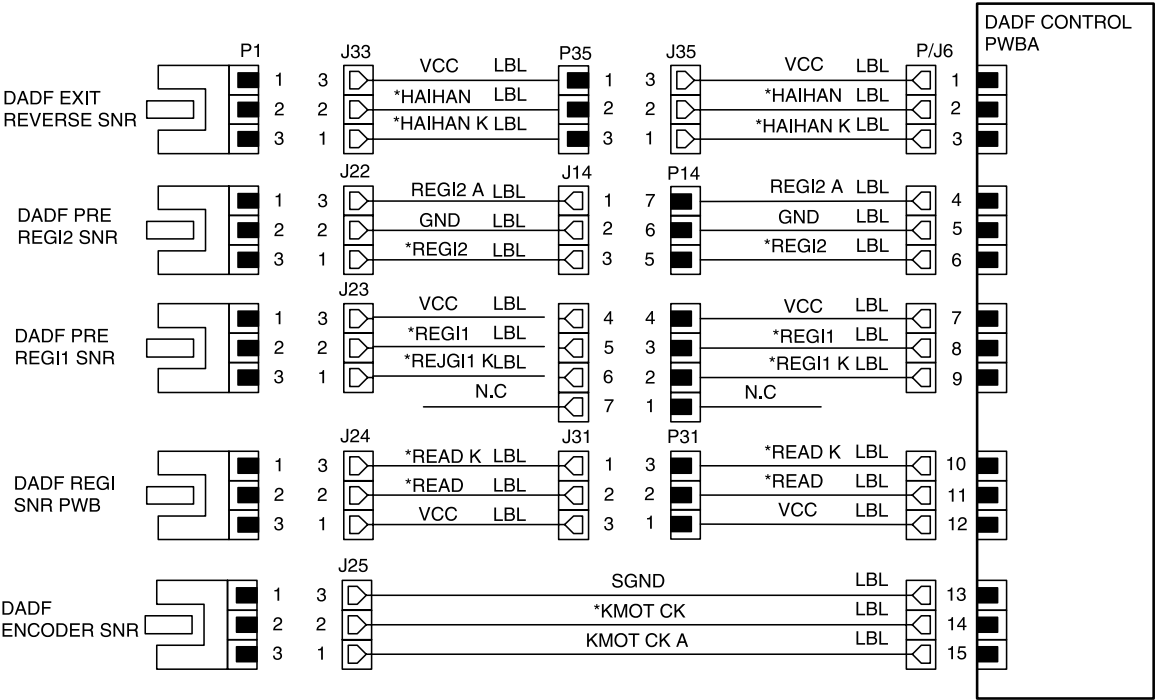 DADF CONTROL
PWBA
P1 J33 P35 J35 P/J6
DADF EXIT
REVERSE SNR
1 3 VCC LBL 1 3 VCC LBL 1
2 2 *HAIHAN LBL 2 2 *HAIHAN LBL 2
3 1 *HAIHAN K LBL 3 1 *HAIHAN K LBL 3
J22 J14 P14
DADF PRE
REGI2 SNR
1 3 REGI2 A LBL 1 7 REGI2 A LBL 4
2 2 GND LBL 2 6 GND LBL 5
3 1 *REGI2 LBL 3 5 *REGI2 LBL 6
J23
DADF PRE
REGI1 SNR
1 3 VCC LBL 4 4 VCC LBL 7
2 2 *REGI1 LBL 5 3 *REGI1 LBL 8
3 1 *REJGI1 KLBL 6 2 *REGI1 K LBL 9
N.C 7 1 N.C
J24 J31 P31
DADF REGI
SNR PWB
1 3 *READ K LBL 1 3 *READ K LBL 10
2 2 *READ LBL 2 2 *READ LBL 11
3 1 VCC LBL 3 1 VCC LBL 12
J25
DADF
ENCODER SNR
1 3 SGND LBL 13
2 2 *KMOT CK LBL 14
3 1 KMOT CK A LBL 15